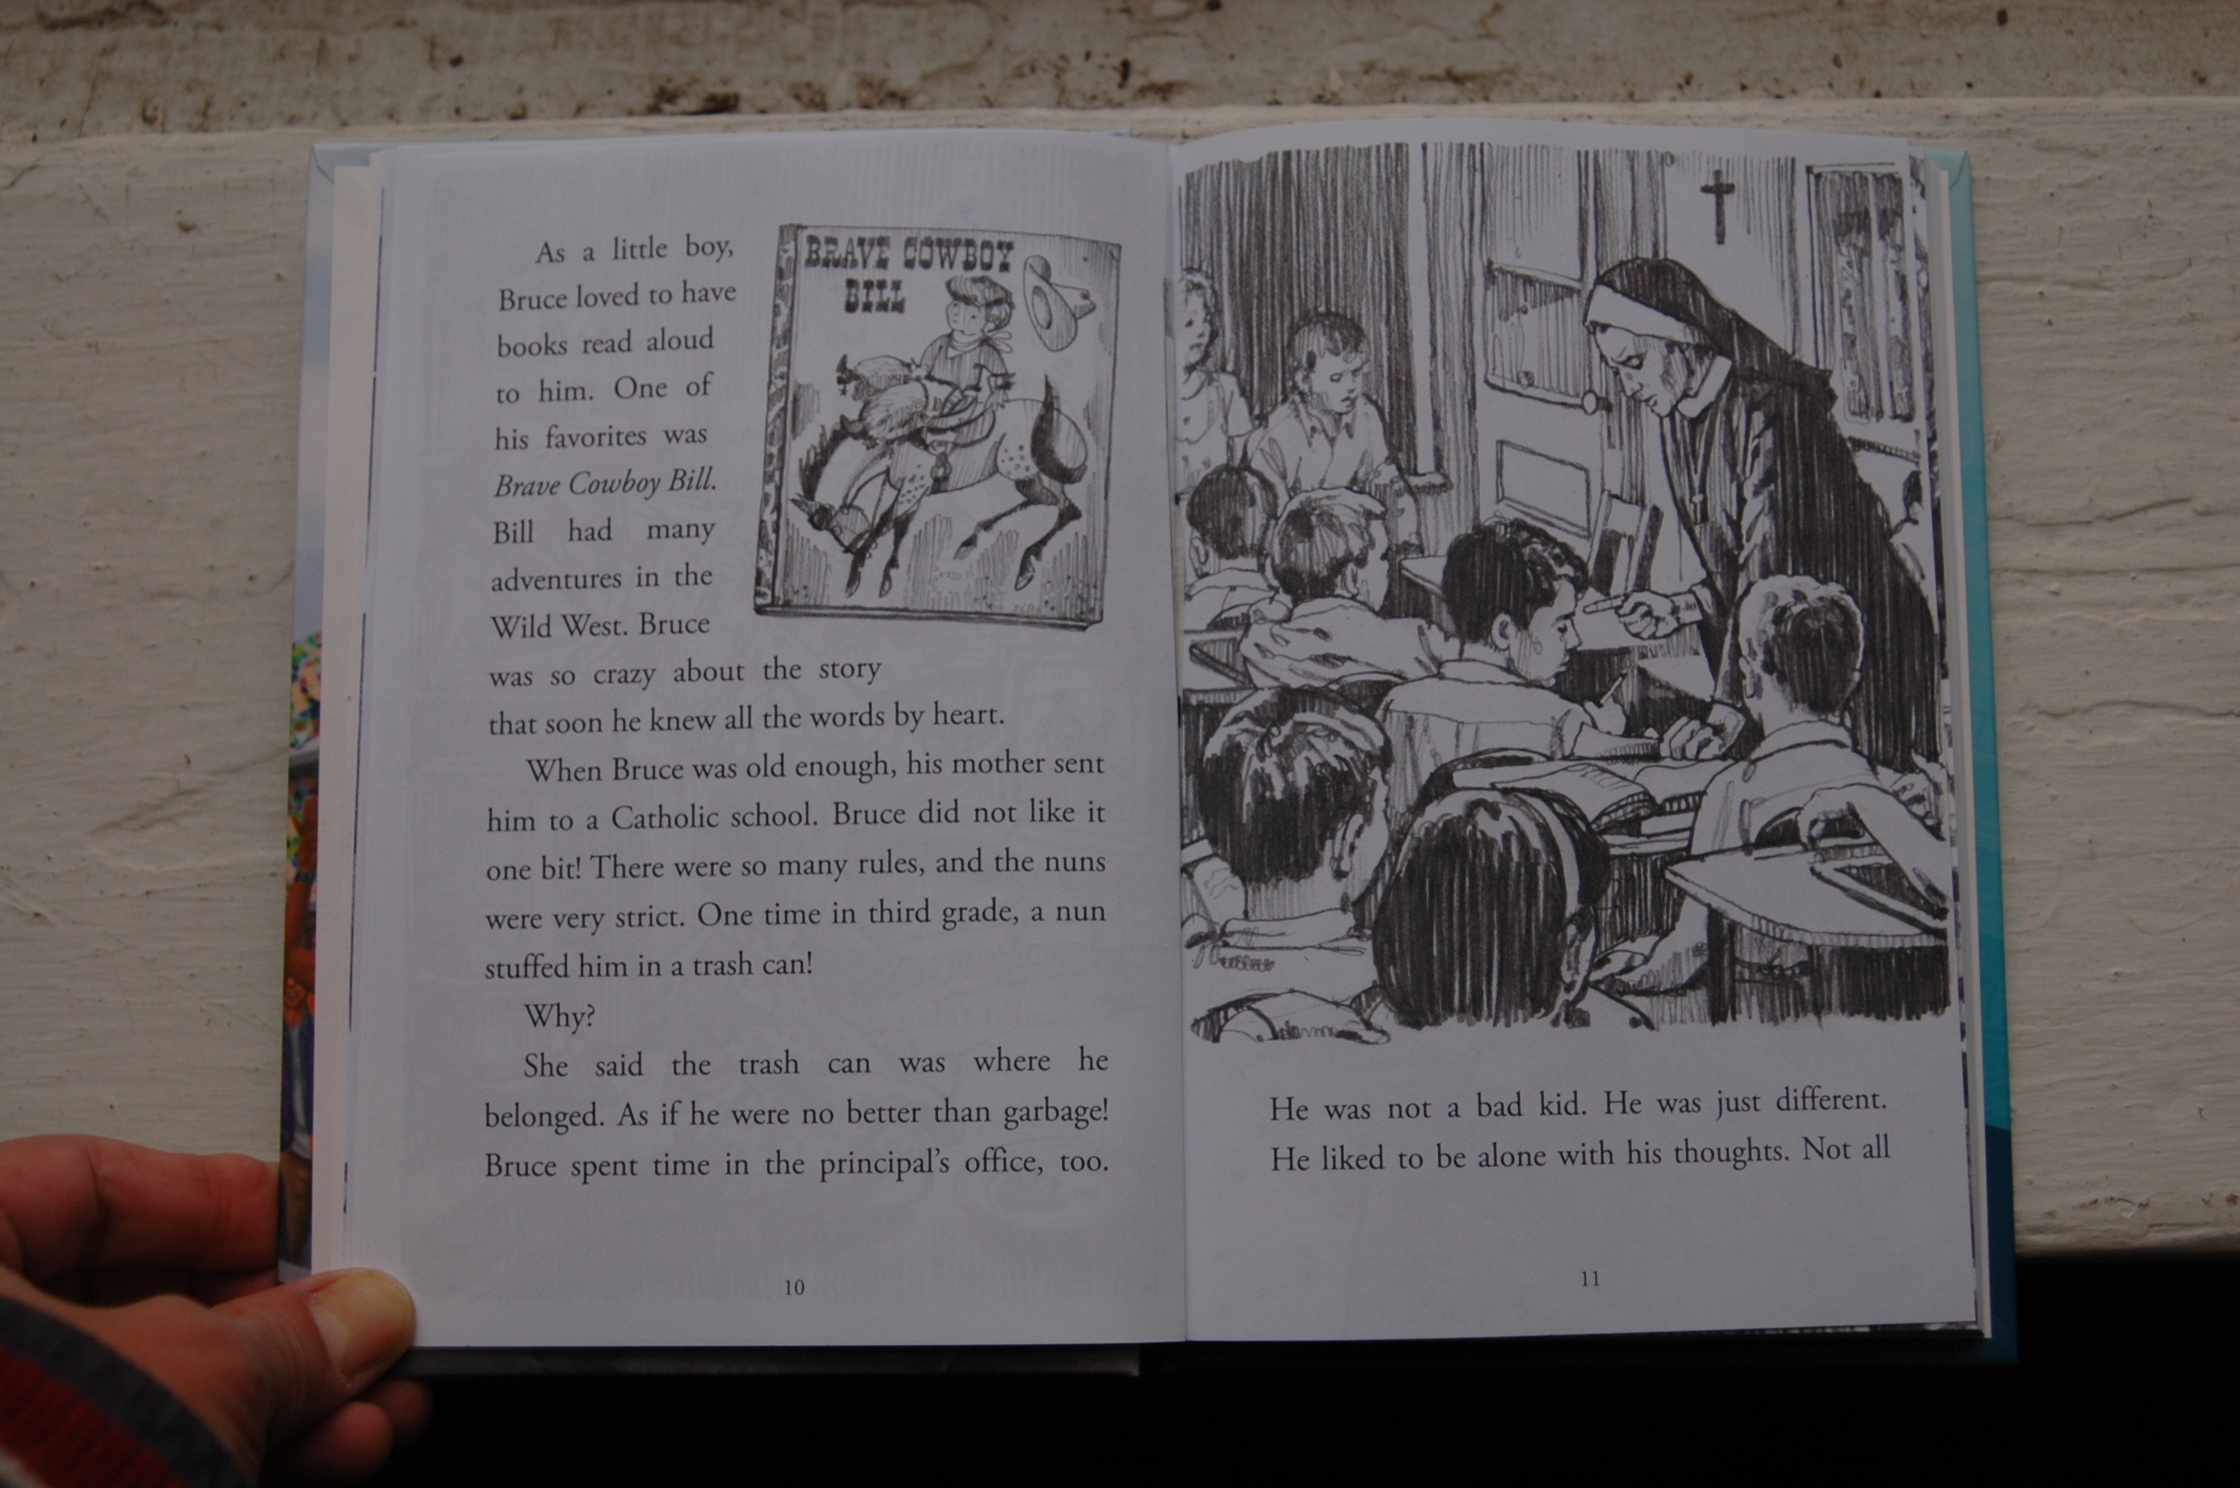 As a little boy,
Bruce loved to have
books read aloud
to him. One of
his favorites was
Brave Cowboy Bill.
Bill had many
adventures in the
Wild West. Bruce
was so crazy about the story
that soon he knew all the words by heart.
When Bruce was old enough, his mother sent
him to a Catholic school. Bruce did not like it
one bit! There were so many rules, and the nuns
were very strict. One time in third grade, a nun
stuffed him in a trash can!
Why?
She said the trash can was where he
belonged. As if he were no better than garbage!
Bruce spent time in the principal's office, too.
10
BRAVE COWBOY
BILL
He was not a bad kid. He was just different.
He liked to be alone with his thoughts. Not all
11